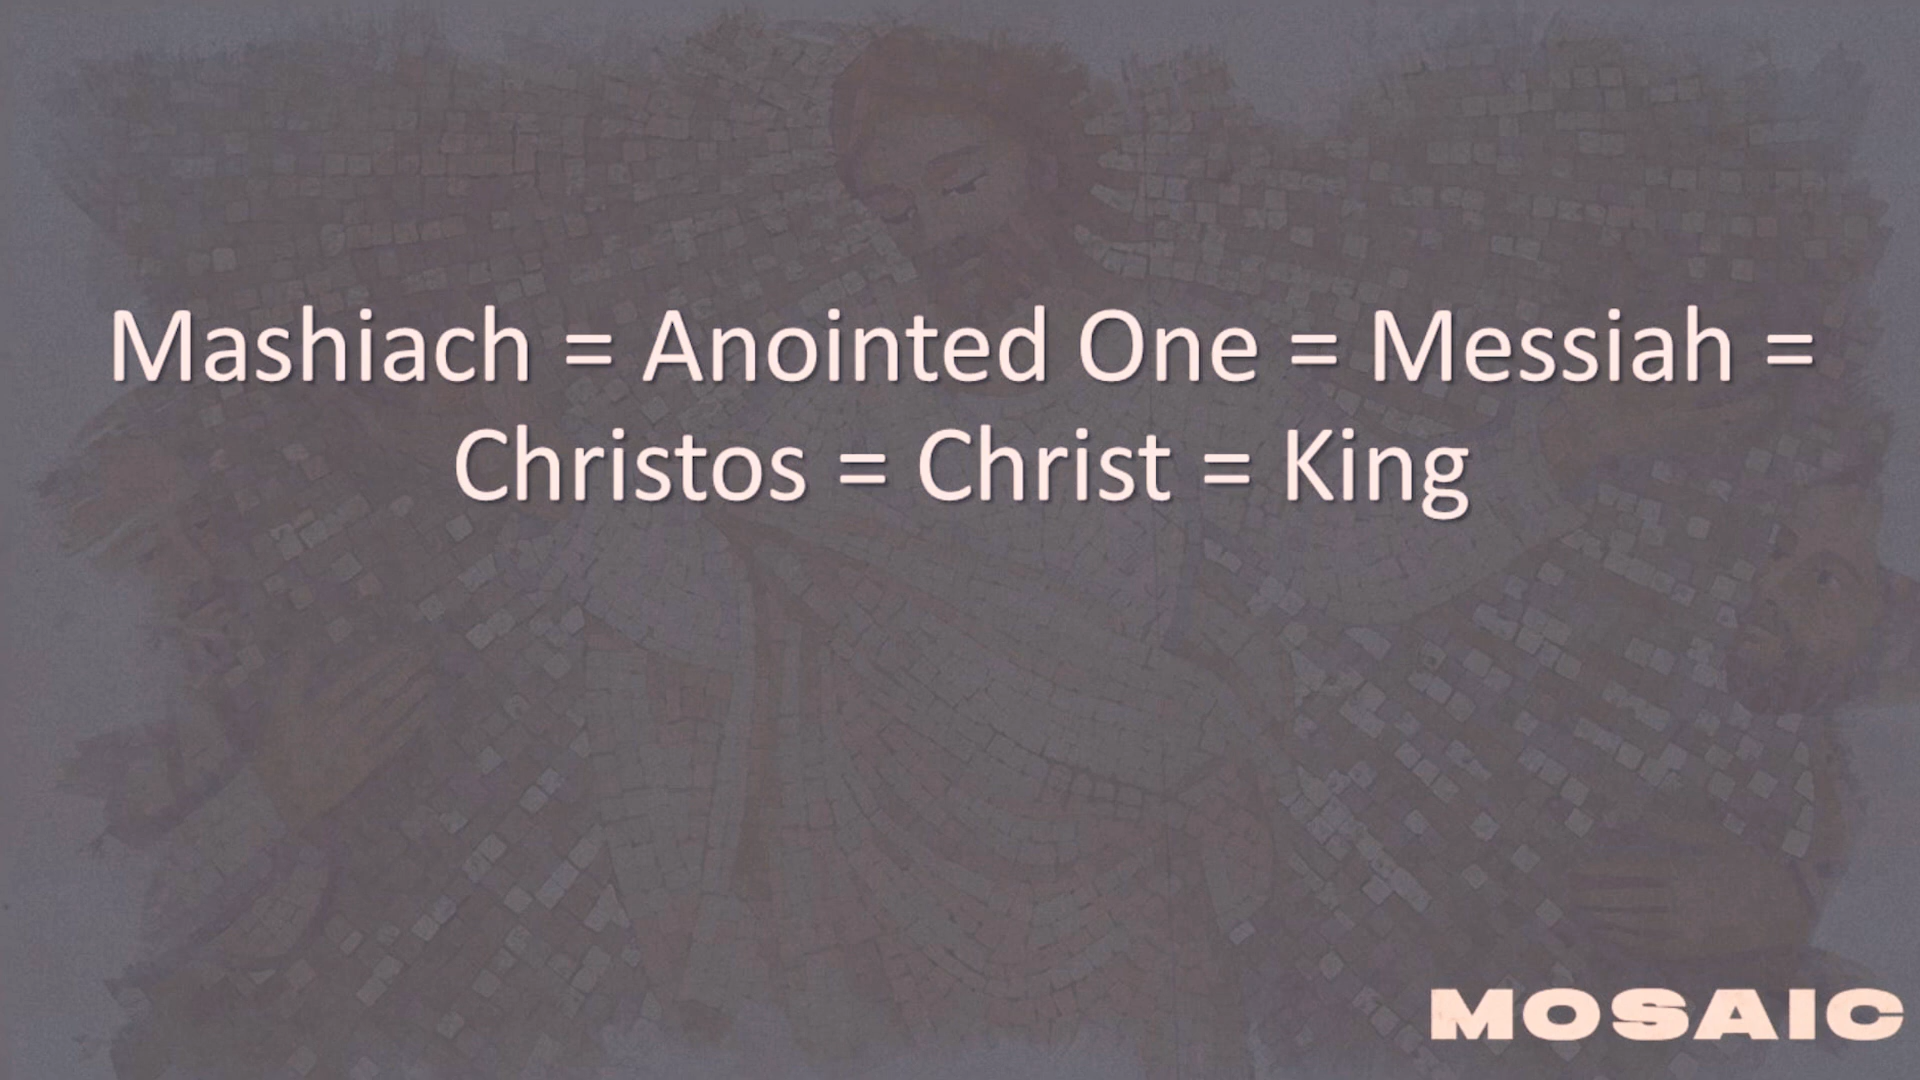 Mashiach = Anointed One = Messiah =
Christos = Christ = King
MOSAIC